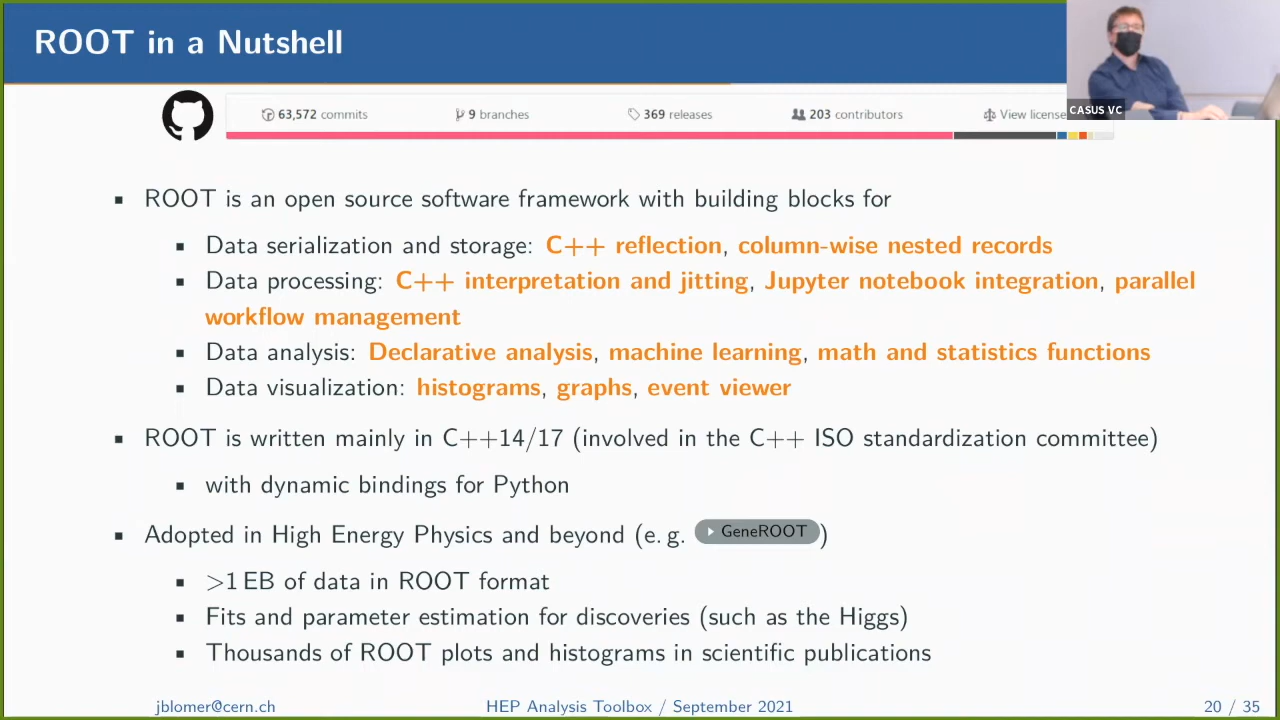 ROOT in a Nutshell
CASUS VC
63,572 commits
9 branches
369 releases
203 contributors
View license
▪ ROOT is an open source software framework with building blocks for
▪ Data serialization and storage: C++ reflection, column-wise nested records
▪ Data processing: C++ interpretation and jitting, Jupyter notebook integration, parallel
workflow management
▪ Data analysis: Declarative analysis, machine learning, math and statistics functions
▪ Data visualization: histograms, graphs, event viewer
▪ ROOT is written mainly in C++14/17 (involved in the C++ ISO standardization committee)
▪ with dynamic bindings for Python
▪ Adopted in High Energy Physics and beyond (e. g. GeneROOT)
▪ >1 EB of data in ROOT format
▪ Fits and parameter estimation for discoveries (such as the Higgs)
▪ Thousands of ROOT plots and histograms in scientific publications
jblomer@cern.ch
HEP Analysis Toolbox / September 2021
20 / 35